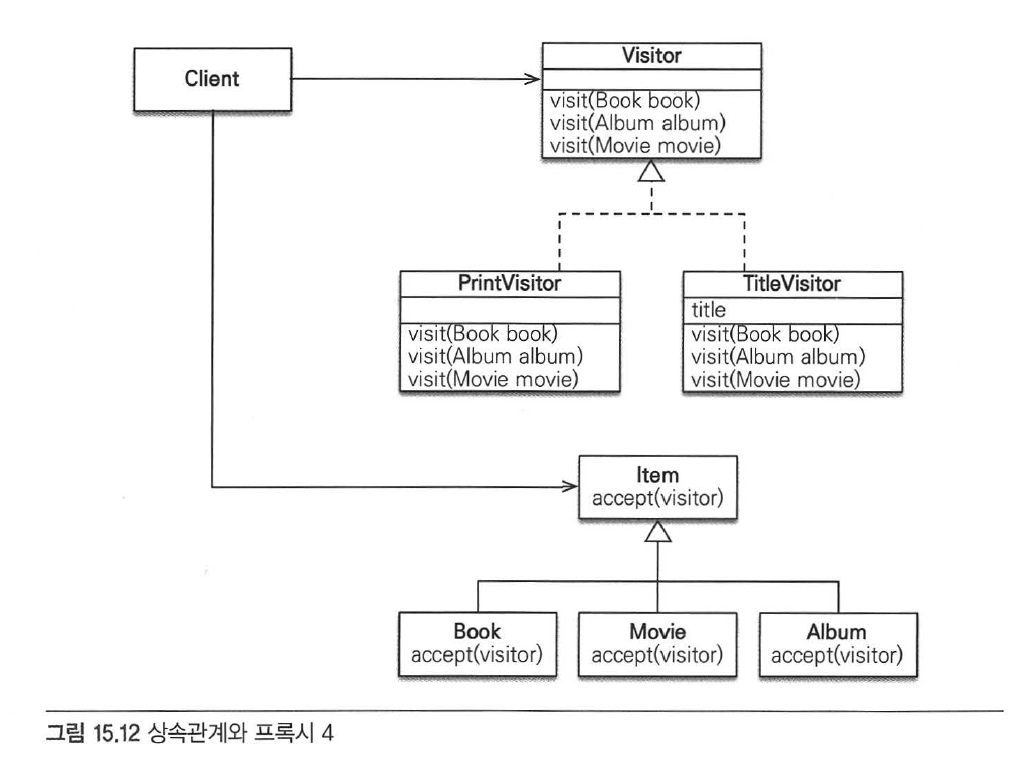 Client
Visitor
visit(Book book)
visit(Album album)
visit(Movie movie)
PrintVisitor
visit(Book book)
visit(Album album)
visit(Movie movie)
TitleVisitor
title
visit(Book book)
visit(Album album)
visit(Movie movie)
Item
accept(visitor)
Book
accept(visitor)
Movie
accept(visitor)
Album
accept(visitor)
그림 15.12 상속관계와 프록시 4